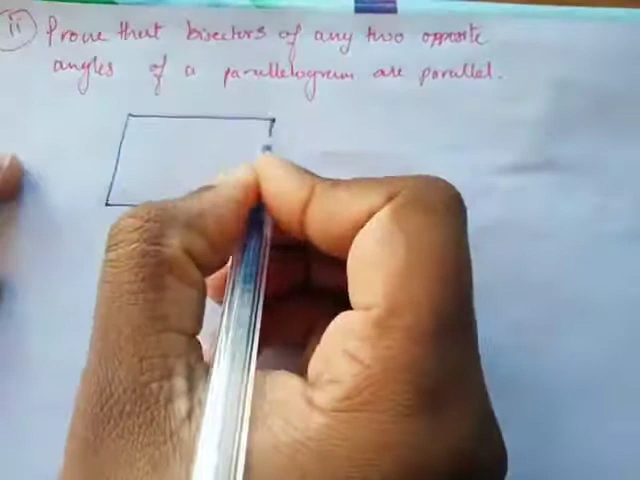 ii) Prove that bisectors of any two opposite
angles of a parallelogram are parallel.